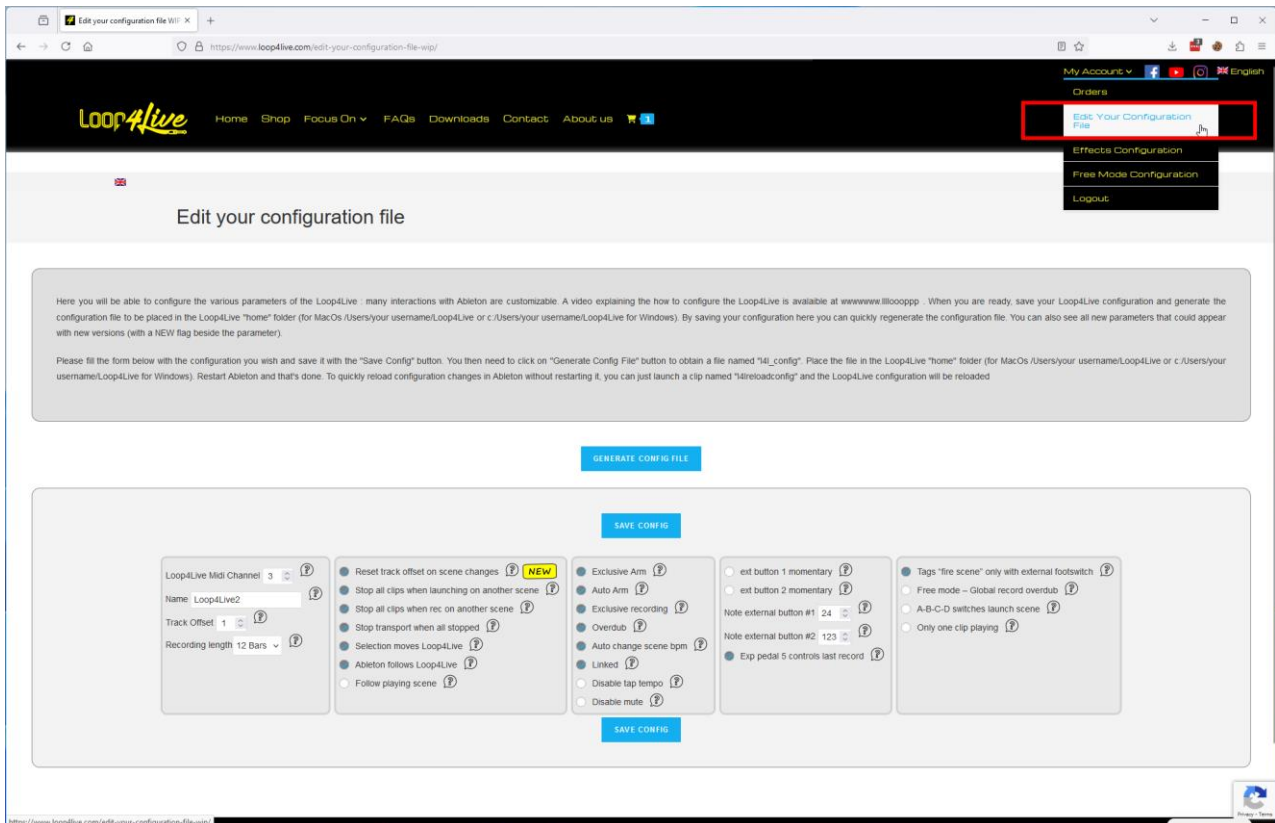 Edit your configuration file WIP
https://www.loop4live.com/edit-your-configuration-file-wip/
My Account
English
Loop4Live
Home Shop Focus On FAQs Downloads Contact About us 1
Orders
Edit Your Configuration
File
Effects Configuration
Free Mode Configuration
Logout
Edit your configuration file
Here you will be able to configure the various parameters of the Loop4Live : many interactions with Ableton are customizable. A video explaining the how to configure the Loop4Live is available at wwwwwww.lllloooppp . When you are ready, save your Loop4Live configuration and generate the
configuration file to be placed in the Loop4Live "home" folder (for MacOs /Users/your username/Loop4Live or c:/Users/your username/Loop4Live for Windows). By saving your configuration here you can quickly regenerate the configuration file. You can also see all new parameters that could appear
with new versions (with a NEW flag beside the parameter).
Please fill the form below with the configuration you wish and save it with the "Save Config" button. You then need to click on "Generate Config File" button to obtain a file named "l4l_config". Place the file in the Loop4Live "home" folder (for MacOs /Users/your username/Loop4Live or c:/Users/your
username/Loop4Live for Windows). Restart Ableton and that's done. To quickly reload configuration changes in Ableton without restarting it, you can just launch a clip named "l4lreloadconfig" and the Loop4Live configuration will be reloaded
GENERATE CONFIG FILE
SAVE CONFIG
Loop4Live Midi Channel 3
Name Loop4Live2
Track Offset 1
Recording length 12 Bars
Reset track offset on scene changes NEW
Stop all clips when launching on another scene
Stop all clips when rec on another scene
Stop transport when all stopped
Selection moves Loop4Live
Ableton follows Loop4Live
Follow playing scene
Exclusive Arm
Auto Arm
Exclusive recording
Overdub
Auto change scene bpm
Linked
Disable tap tempo
Disable mute
ext button 1 momentary
ext button 2 momentary
Note external button #1 24
Note external button #2 123
Exp pedal 5 controls last record
Tags "fire scene" only with external footswitch
Free mode – Global record overdub
A-B-C-D switches launch scene
Only one clip playing
SAVE CONFIG
Privacy - Terms
https://www.loop4live.com/edit-your-configuration-file-wip/